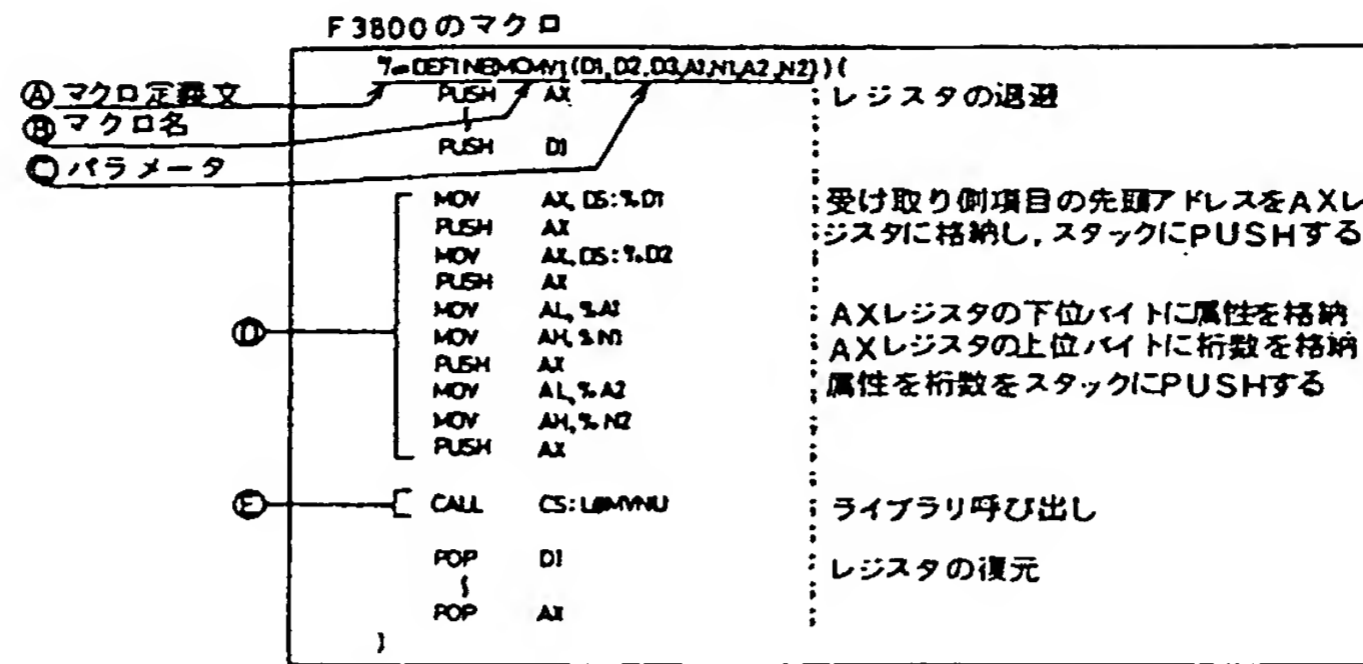 F3800のマクロ
%=DEFINEMCMV1(D1,D2,D3,A1,N1,A2,N2)){
Ⓐマクロ定義文
PUSH AX ;レジスタの退避
Ⓑマクロ名
PUSH DI
Ⓒパラメータ
MOV AX,DS:%D1 ;受け取り側項目の先頭アドレスをAXレ
PUSH AX ;ジスタに格納し,スタックにPUSHする
MOV AX,DS:%D2
PUSH AX
MOV AL,%A1 ;AXレジスタの下位バイトに属性を格納
Ⓓ MOV AH,%N1 ;AXレジスタの上位バイトに桁数を格納
PUSH AX ;属性を桁数をスタックにPUSHする
MOV AL,%A2
MOV AH,%N2
PUSH AX
Ⓔ CALL CS: ;ライブラリ呼び出し
POP DI ;レジスタの復元
POP AX
}